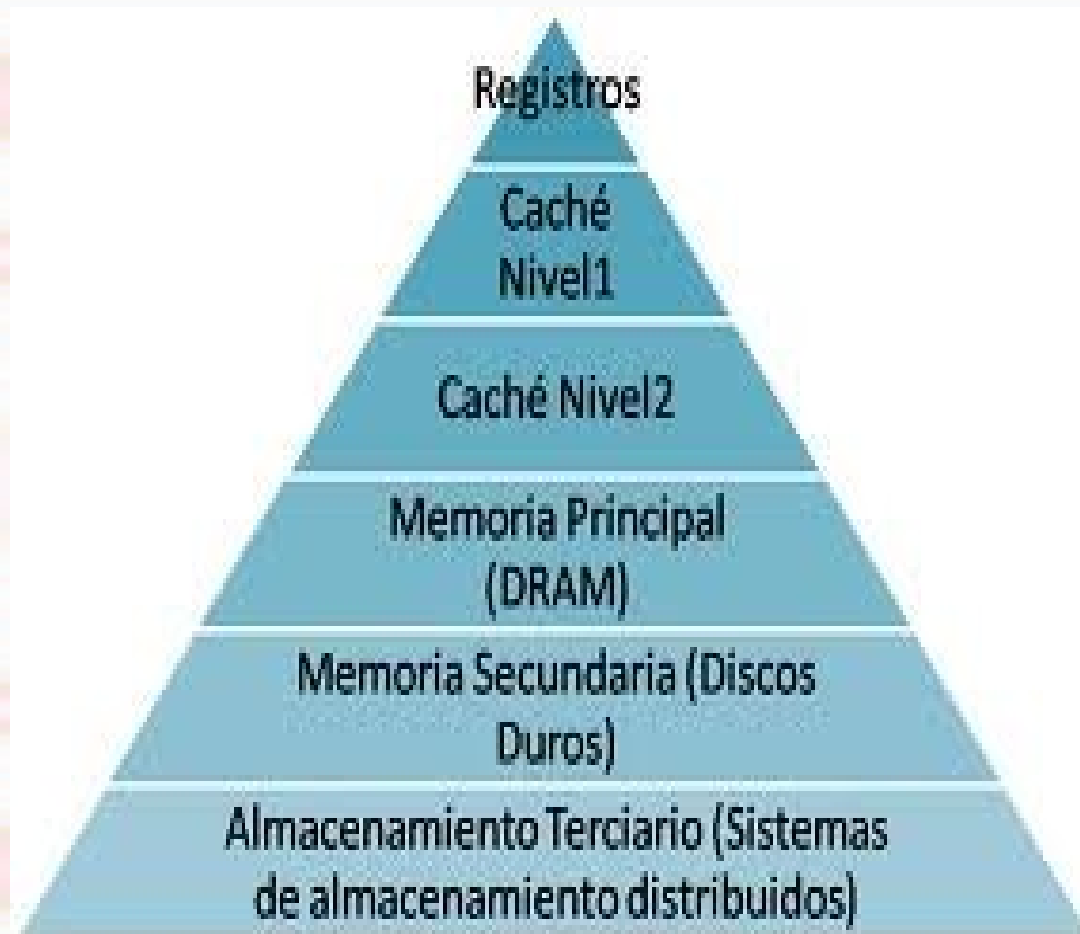 Registros
Caché
Nivel1
Caché Nivel2
Memoria Principal
(DRAM)
Memoria Secundaria (Discos
Duros)
Almacenamiento Terciario (Sistemas
de almacenamiento distribuidos)